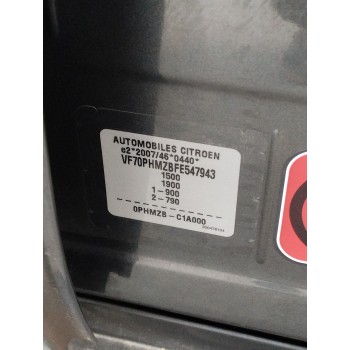 AUTOMOBILES CITROEN
e2*2007/46*0440*
VF70PHMZBFE547943
1500
1900
1-900
2-790
0PHMZB-C1A000